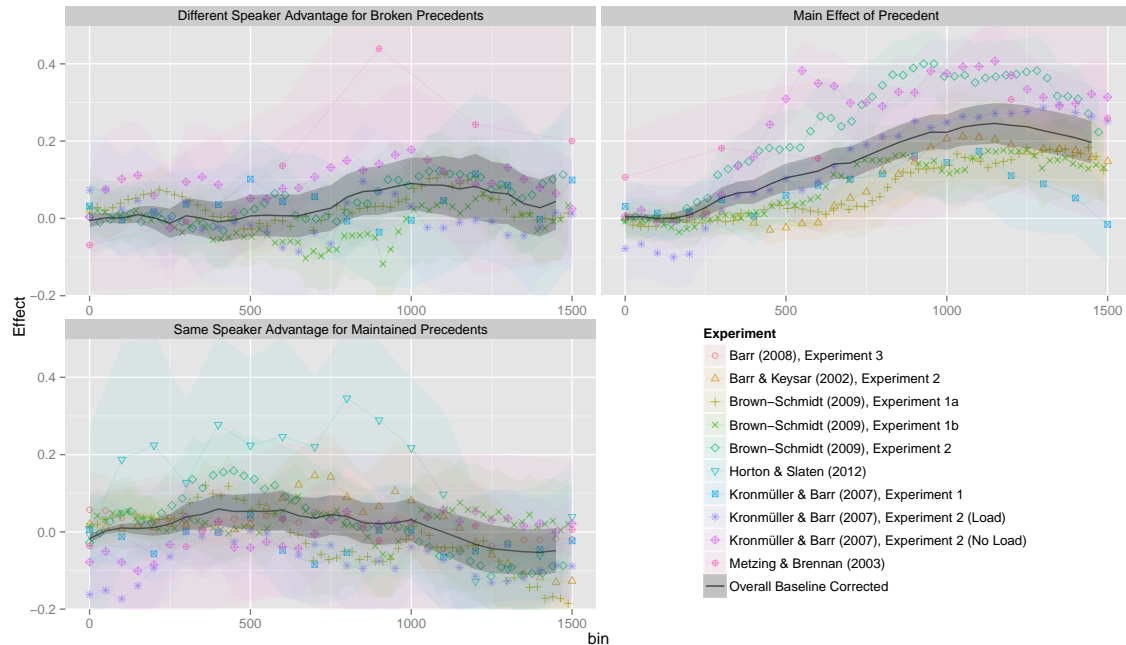 Different Speaker Advantage for Broken Precedents
Main Effect of Precedent
0.4
0.2
0.0
−0.2
0 500 1000 1500
0 500 1000 1500
Effect
Same Speaker Advantage for Maintained Precedents
0.4
0.2
0.0
−0.2
0 500 1000 1500
bin
Experiment
Barr (2008), Experiment 3
Barr & Keysar (2002), Experiment 2
Brown−Schmidt (2009), Experiment 1a
Brown−Schmidt (2009), Experiment 1b
Brown−Schmidt (2009), Experiment 2
Horton & Slaten (2012)
Kronmüller & Barr (2007), Experiment 1
Kronmüller & Barr (2007), Experiment 2 (Load)
Kronmüller & Barr (2007), Experiment 2 (No Load)
Metzing & Brennan (2003)
Overall Baseline Corrected